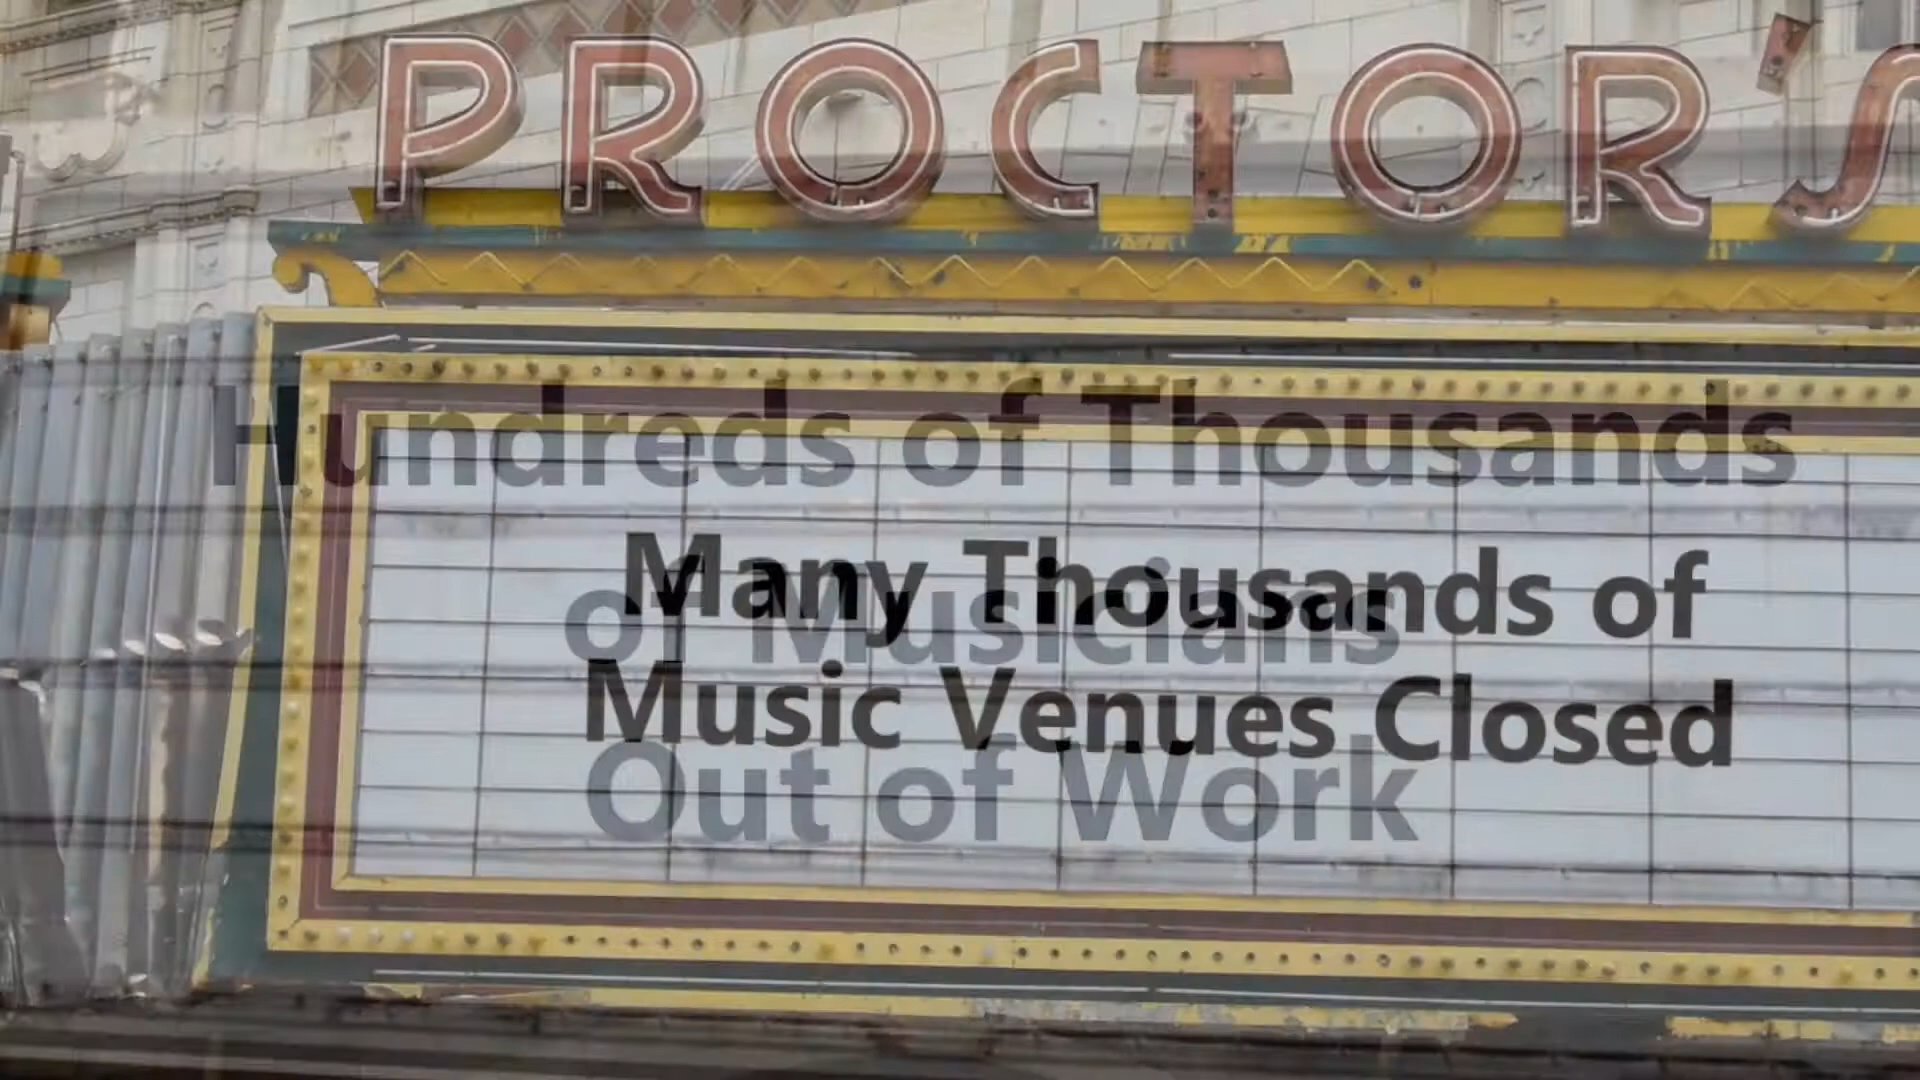 PROCTOR'S
Hundreds of Thousands
of Musicians
Out of Work
Many Thousands of
Music Venues Closed